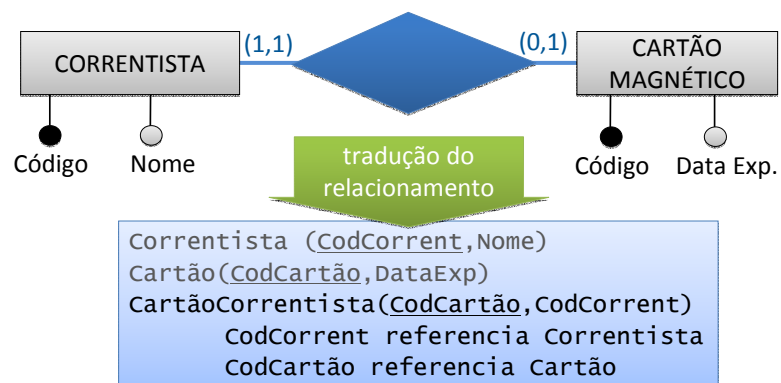 (1,1)
(0,1)
CORRENTISTA
CARTÃO
MAGNÉTICO
Código
Nome
Código
Data Exp.
tradução do
relacionamento
Correntista (CodCorrent,Nome)
Cartão(CodCartão,DataExp)
CartãoCorrentista(CodCartão,CodCorrent)
CodCorrent referencia Correntista
CodCartão referencia Cartão